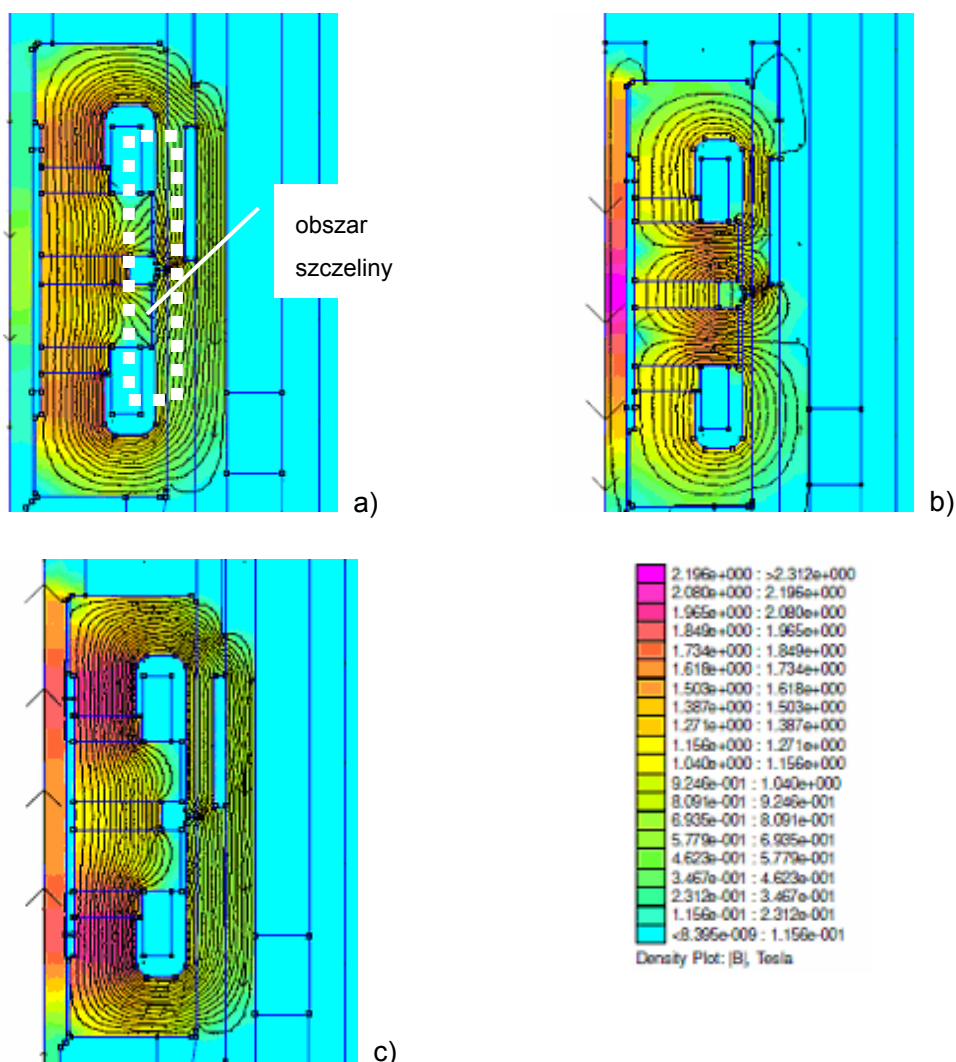 obszar
szczeliny
a)
b)
c)
2.196e+000 : >2.312e+000
2.080e+000 : 2.196e+000
1.965e+000 : 2.080e+000
1.849e+000 : 1.965e+000
1.734e+000 : 1.849e+000
1.618e+000 : 1.734e+000
1.503e+000 : 1.618e+000
1.387e+000 : 1.503e+000
1.271e+000 : 1.387e+000
1.156e+000 : 1.271e+000
1.040e+000 : 1.156e+000
9.246e-001 : 1.040e+000
8.091e-001 : 9.246e-001
6.935e-001 : 8.091e-001
5.779e-001 : 6.935e-001
4.623e-001 : 5.779e-001
3.467e-001 : 4.623e-001
2.312e-001 : 3.467e-001
1.156e-001 : 2.312e-001
<8.395e-009 : 1.156e-001
Density Plot: |B|, Tesla